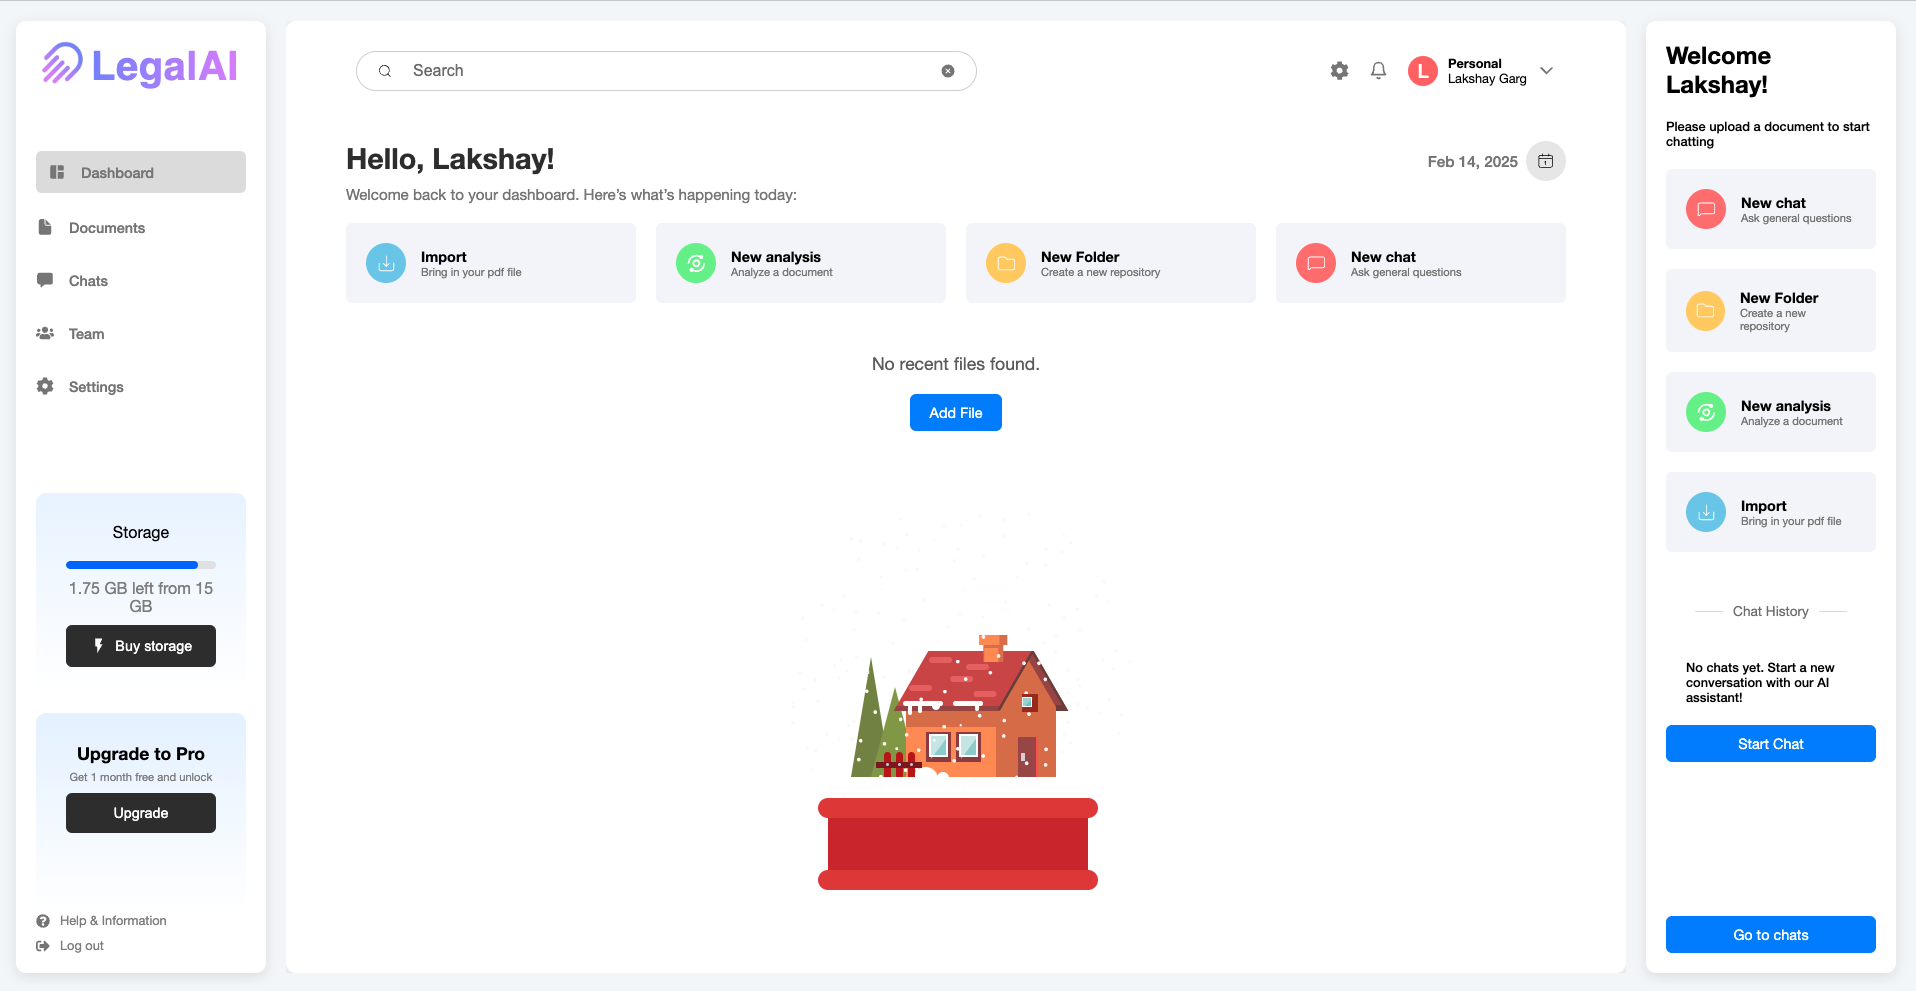 LegalAI
Dashboard
Documents
Chats
Team
Settings
Storage
1.75 GB left from 15
GB
Buy storage
Upgrade to Pro
Get 1 month free and unlock
Upgrade
Help & Information
Log out
Search
L
Personal
Lakshay Garg
Hello, Lakshay!
Feb 14, 2025
Welcome back to your dashboard. Here’s what’s happening today:
Import
Bring in your pdf file
New analysis
Analyze a document
New Folder
Create a new repository
New chat
Ask general questions
No recent files found.
Add File
Welcome
Lakshay!
Please upload a document to start
chatting
New chat
Ask general questions
New Folder
Create a new
repository
New analysis
Analyze a document
Import
Bring in your pdf file
Chat History
No chats yet. Start a new
conversation with our AI
assistant!
Start Chat
Go to chats